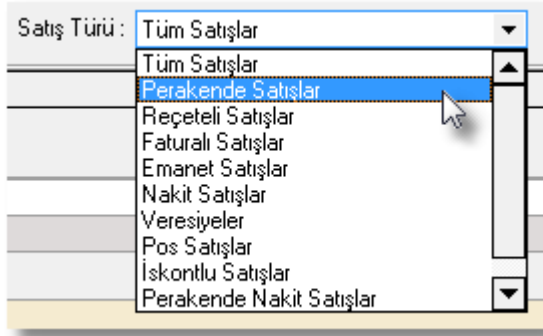 Satış Türü : Tüm Satışlar
Tüm Satışlar
Perakende Satışlar
Reçeteli Satışlar
Faturalı Satışlar
Emanet Satışlar
Nakit Satışlar
Veresiyeler
Pos Satışlar
İskontlu Satışlar
Perakende Nakit Satışlar